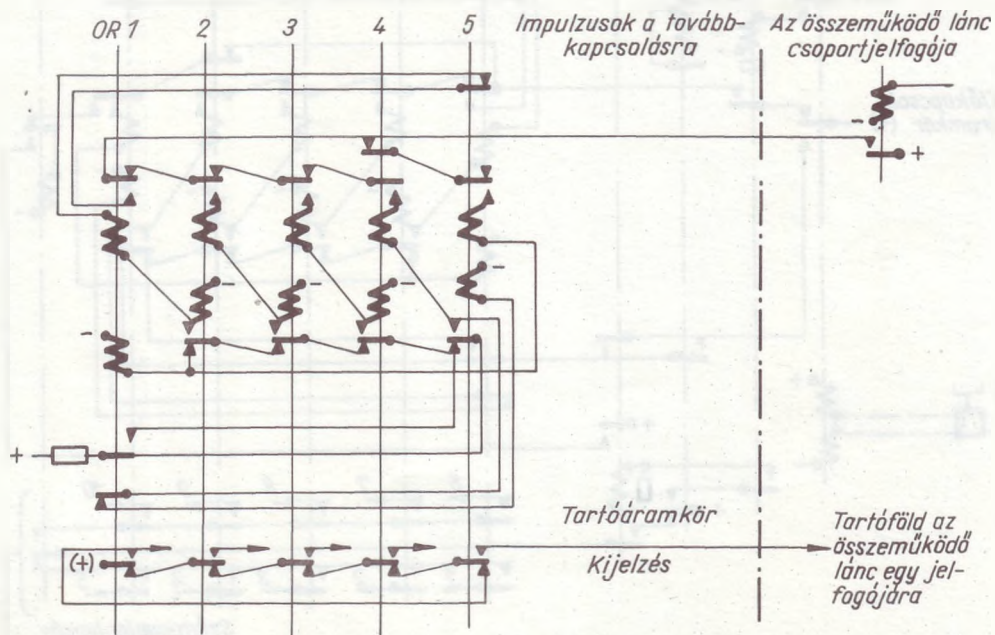 OR 1 2 3 4 5
Impulzusok a tovább-
kapcsolásra
Az összeműködő lánc
csoportjelfogója
-
+
- - - -
-
+
(+)
Tartóáramkör
Kijelzés
Tartóföld az
összeműködő
lánc egy jel-
fogójára